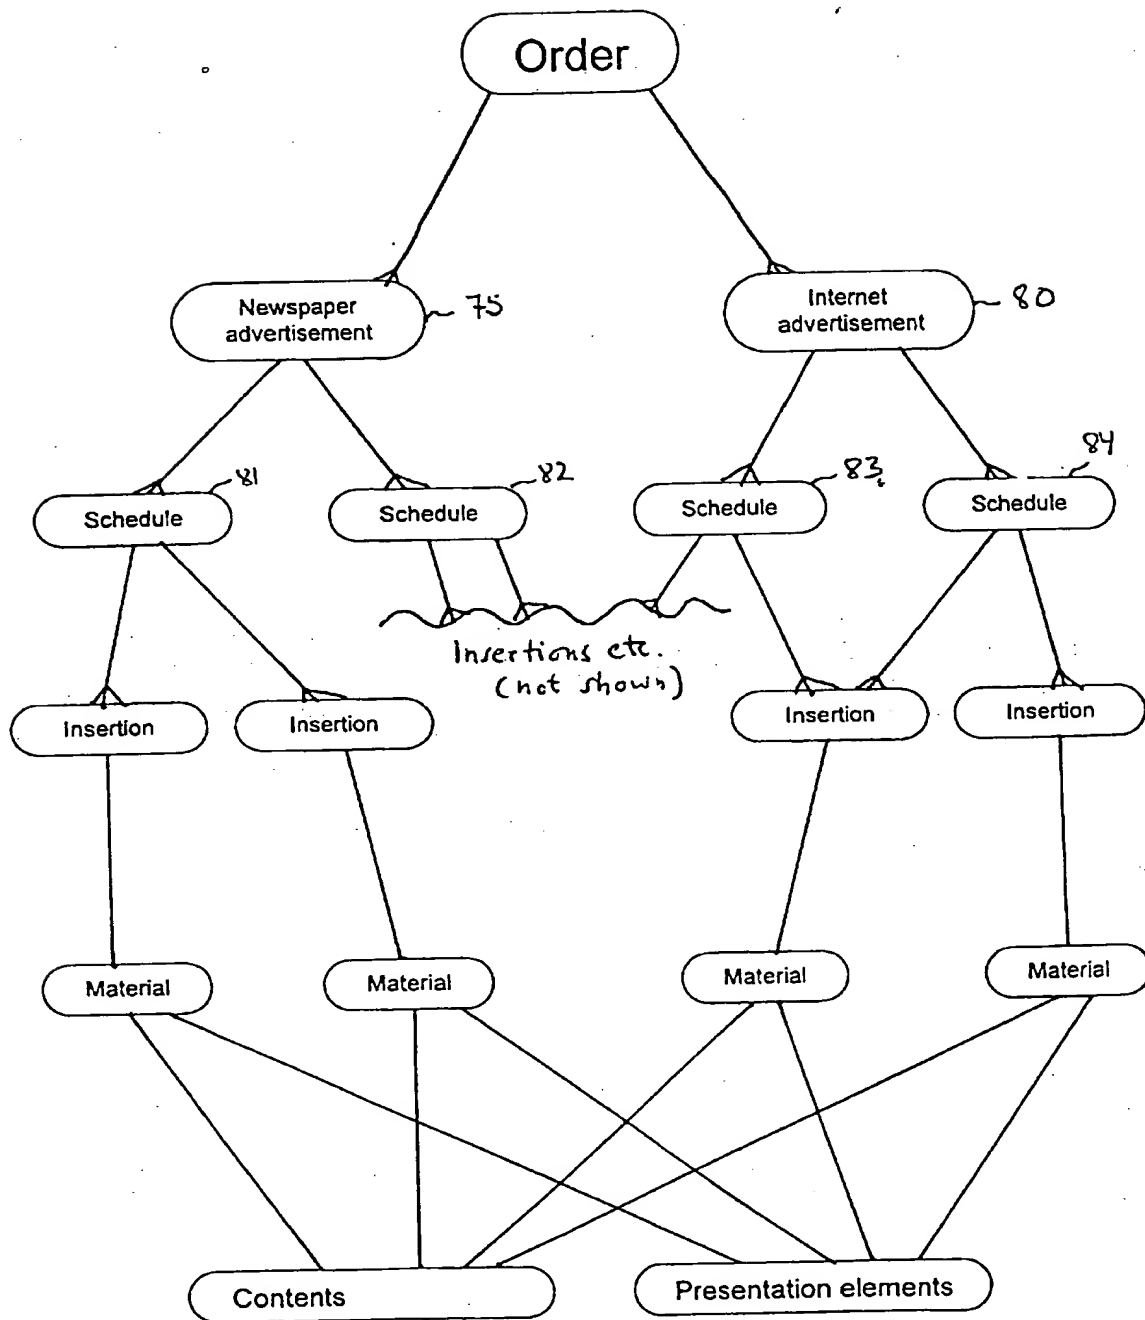 Order
Newspaper
advertisement
75
Internet
advertisement
80
Schedule
81
Schedule
82
Schedule
83
Schedule
84
Insertions etc.
(not shown)
Insertion
Insertion
Insertion
Insertion
Material
Material
Material
Material
Contents
Presentation elements